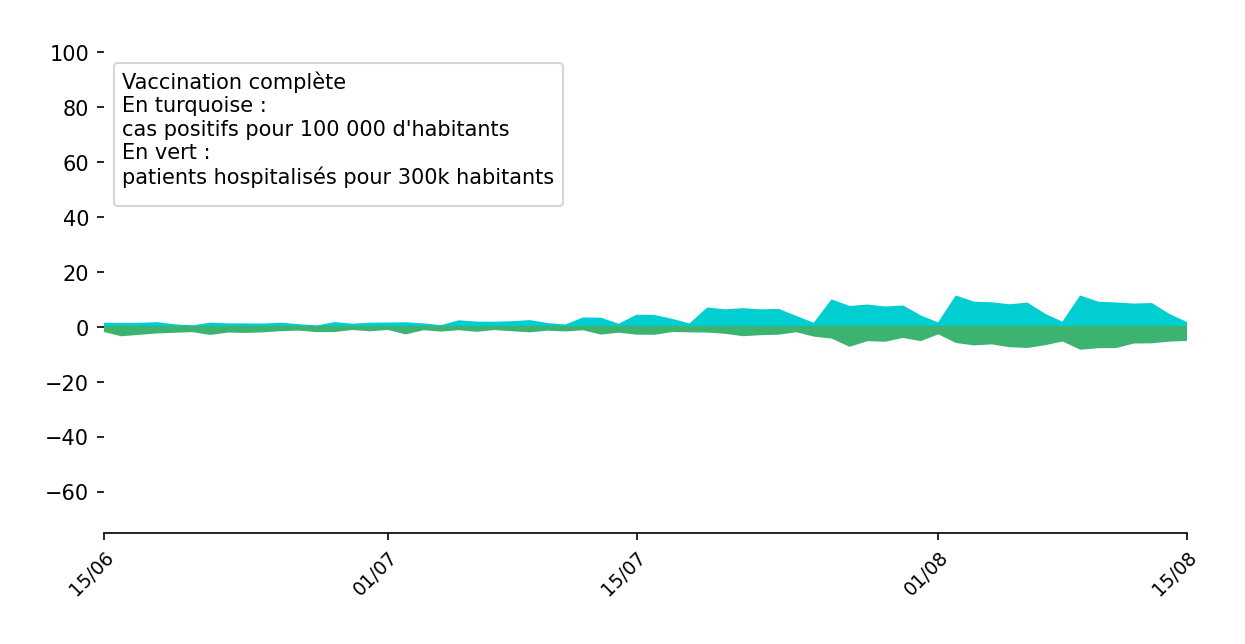 100
80
60
40
20
0
−20
−40
−60
Vaccination complète
En turquoise :
cas positifs pour 100 000 d'habitants
En vert :
patients hospitalisés pour 300k habitants
15/06
01/07
15/07
01/08
15/08